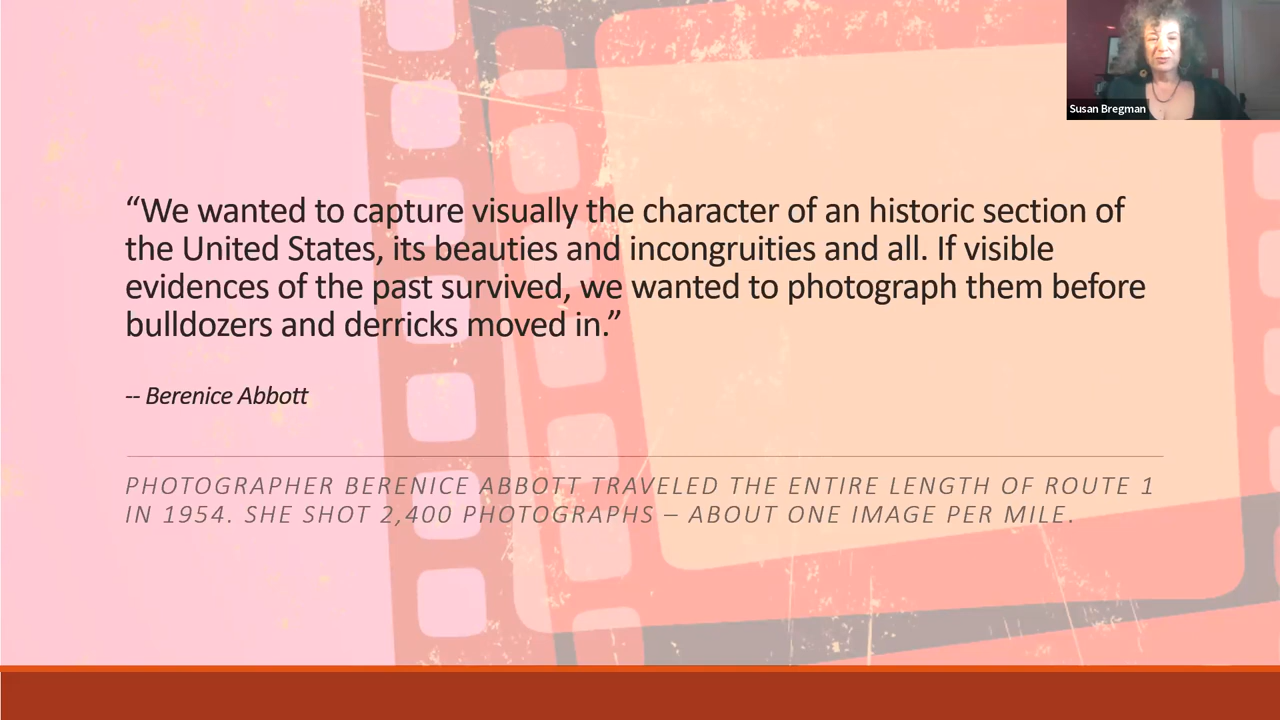 Susan Bregman
“We wanted to capture visually the character of an historic section of
the United States, its beauties and incongruities and all. If visible
evidences of the past survived, we wanted to photograph them before
bulldozers and derricks moved in.”
-- Berenice Abbott
PHOTOGRAPHER BERENICE ABBOTT TRAVELED THE ENTIRE LENGTH OF ROUTE 1
IN 1954. SHE SHOT 2,400 PHOTOGRAPHS – ABOUT ONE IMAGE PER MILE.